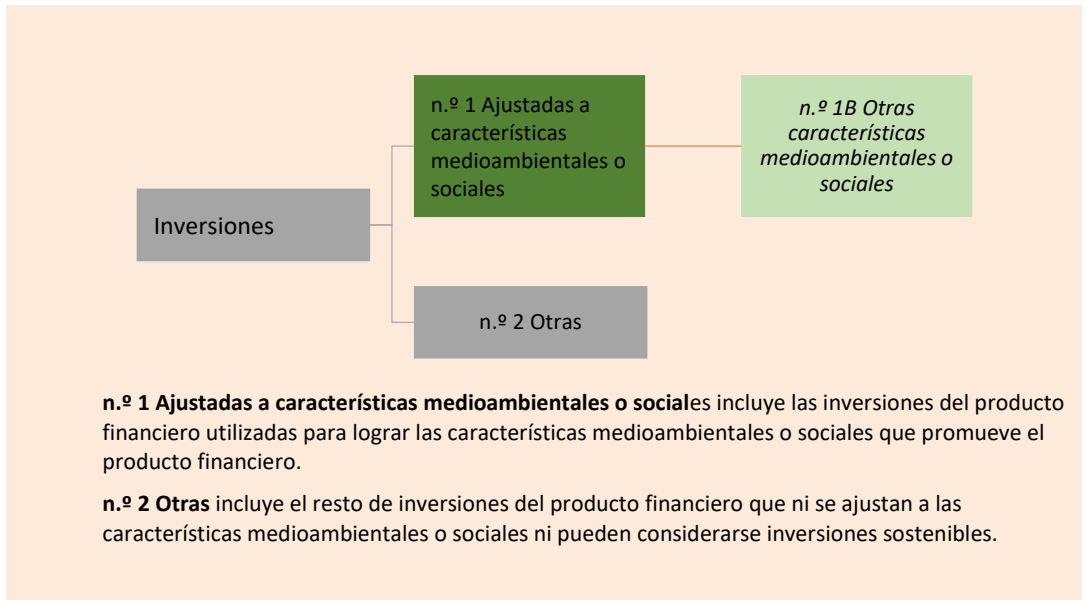 n.º 1 Ajustadas a
características
medioambientales o
sociales
n.º 1B Otras
características
medioambientales o
sociales
Inversiones
n.º 2 Otras
n.º 1 Ajustadas a características medioambientales o sociales incluye las inversiones del producto
financiero utilizadas para lograr las características medioambientales o sociales que promueve el
producto financiero.
n.º 2 Otras incluye el resto de inversiones del producto financiero que ni se ajustan a las
características medioambientales o sociales ni pueden considerarse inversiones sostenibles.